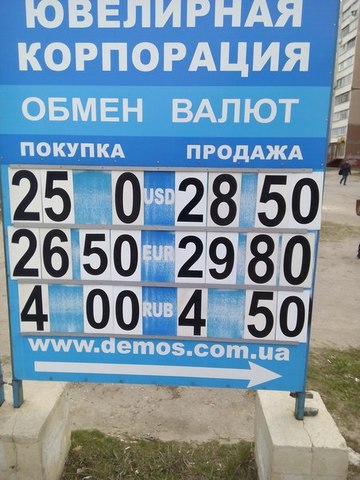 ЮВЕЛИРНАЯ
КОРПОРАЦИЯ
ОБМЕН ВАЛЮТ
ПОКУПКА ПРОДАЖА
25 0 USD 28 50
26 50 EUR 29 80
4 00 RUB 4 50
www.demos.com.ua